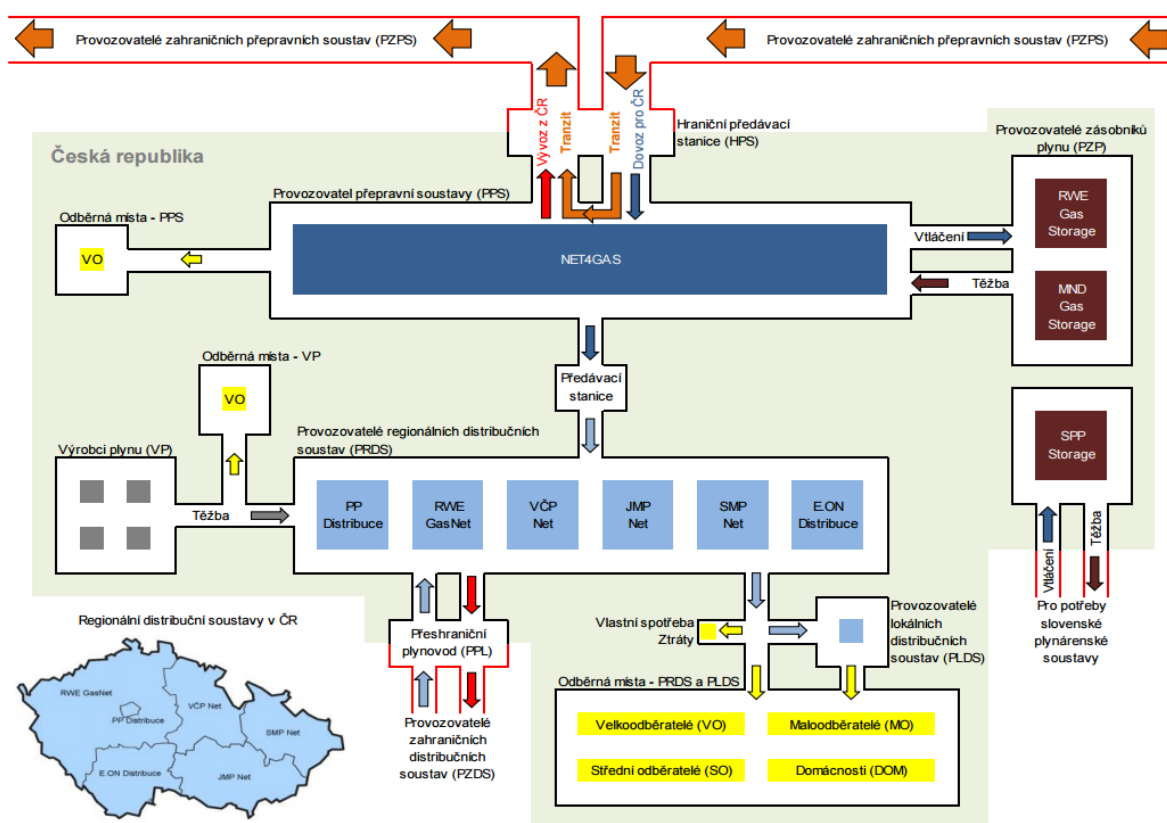 Provozovatelé zahraničních přepravních soustav (PZPS)
Provozovatelé zahraničních přepravních soustav (PZPS)
Vývoz z ČR
Tranzit
Tranzit
Dovoz pro ČR
Hraniční předávací
stanice (HPS)
Česká republika
Provozovatelé zásobníků
plynu (PZP)
Provozovatel přepravní soustavy (PPS)
Odběrná místa - PPS
VO
NET4GAS
Vtláčení
Těžba
RWE
Gas
Storage
MND
Gas
Storage
Odběrná místa - VP
VO
Předávací
stanice
Provozovatelé regionálních distribučních
soustav (PRDS)
Výrobci plynu (VP)
Těžba
PP
Distribuce
RWE
GasNet
VČP
Net
JMP
Net
SMP
Net
E.ON
Distribuce
SPP
Storage
Vtláčení
Těžba
Pro potřeby
slovenské
plynárenské
soustavy
Regionální distribuční soustavy v ČR
RWE GasNet
PP Distribuce
VČP Net
SMP Net
E.ON Distribuce
JMP Net
Přeshraniční
plynovod (PPL)
Provozovatelé
zahraničních
distribučních
soustav (PZDS)
Vlastní spotřeba
Ztráty
Provozovatelé
lokálních
distribučních
soustav (PLDS)
Odběrná místa - PRDS a PLDS
Velkoodběratelé (VO)
Maloodběratelé (MO)
Střední odběratelé (SO)
Domácnosti (DOM)